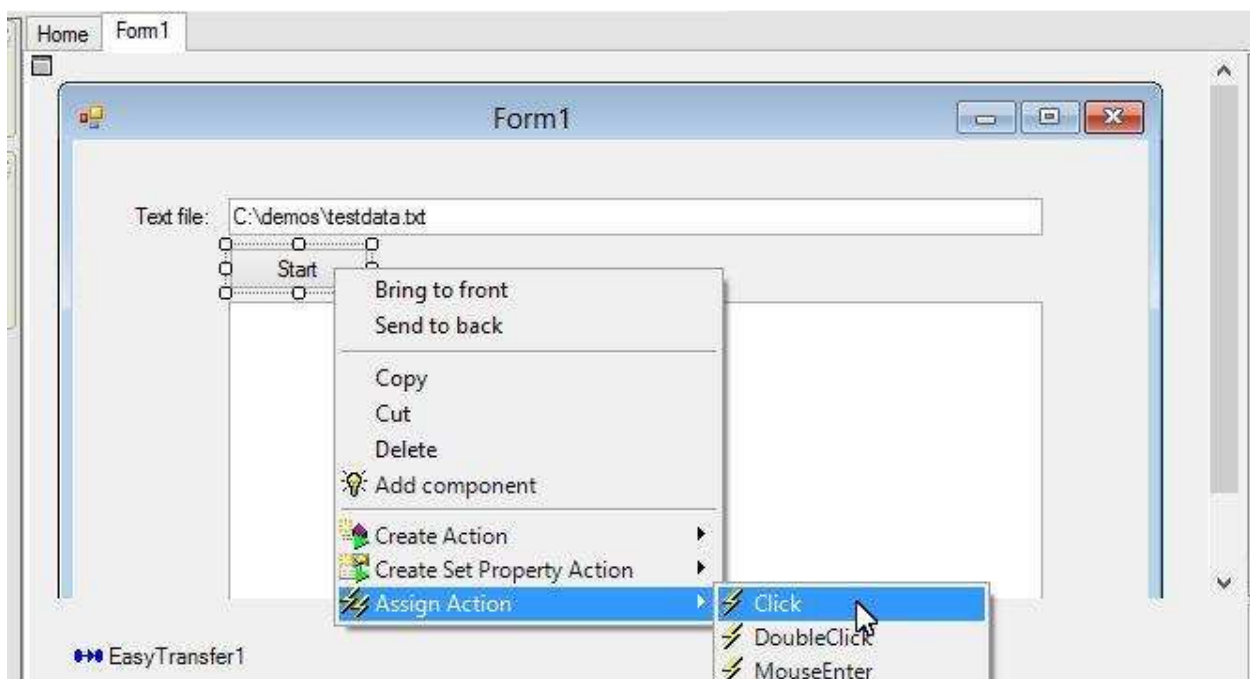 Home Form1
Form1
Text file: C:\demos\testdata.txt
Start
Bring to front
Send to back
Copy
Cut
Delete
Add component
Create Action
Create Set Property Action
Assign Action
Click
DoubleClick
MouseEnter
EasyTransfer1